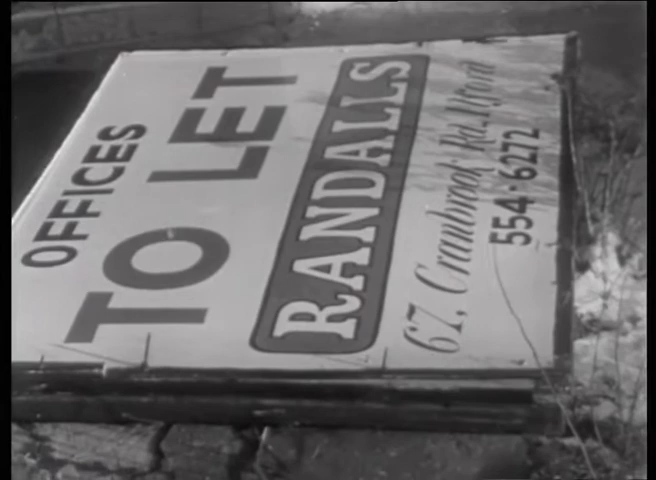 OFFICES
TO LET
RANDALLS
67, Cranbrook Rd. Ilford
554·6272